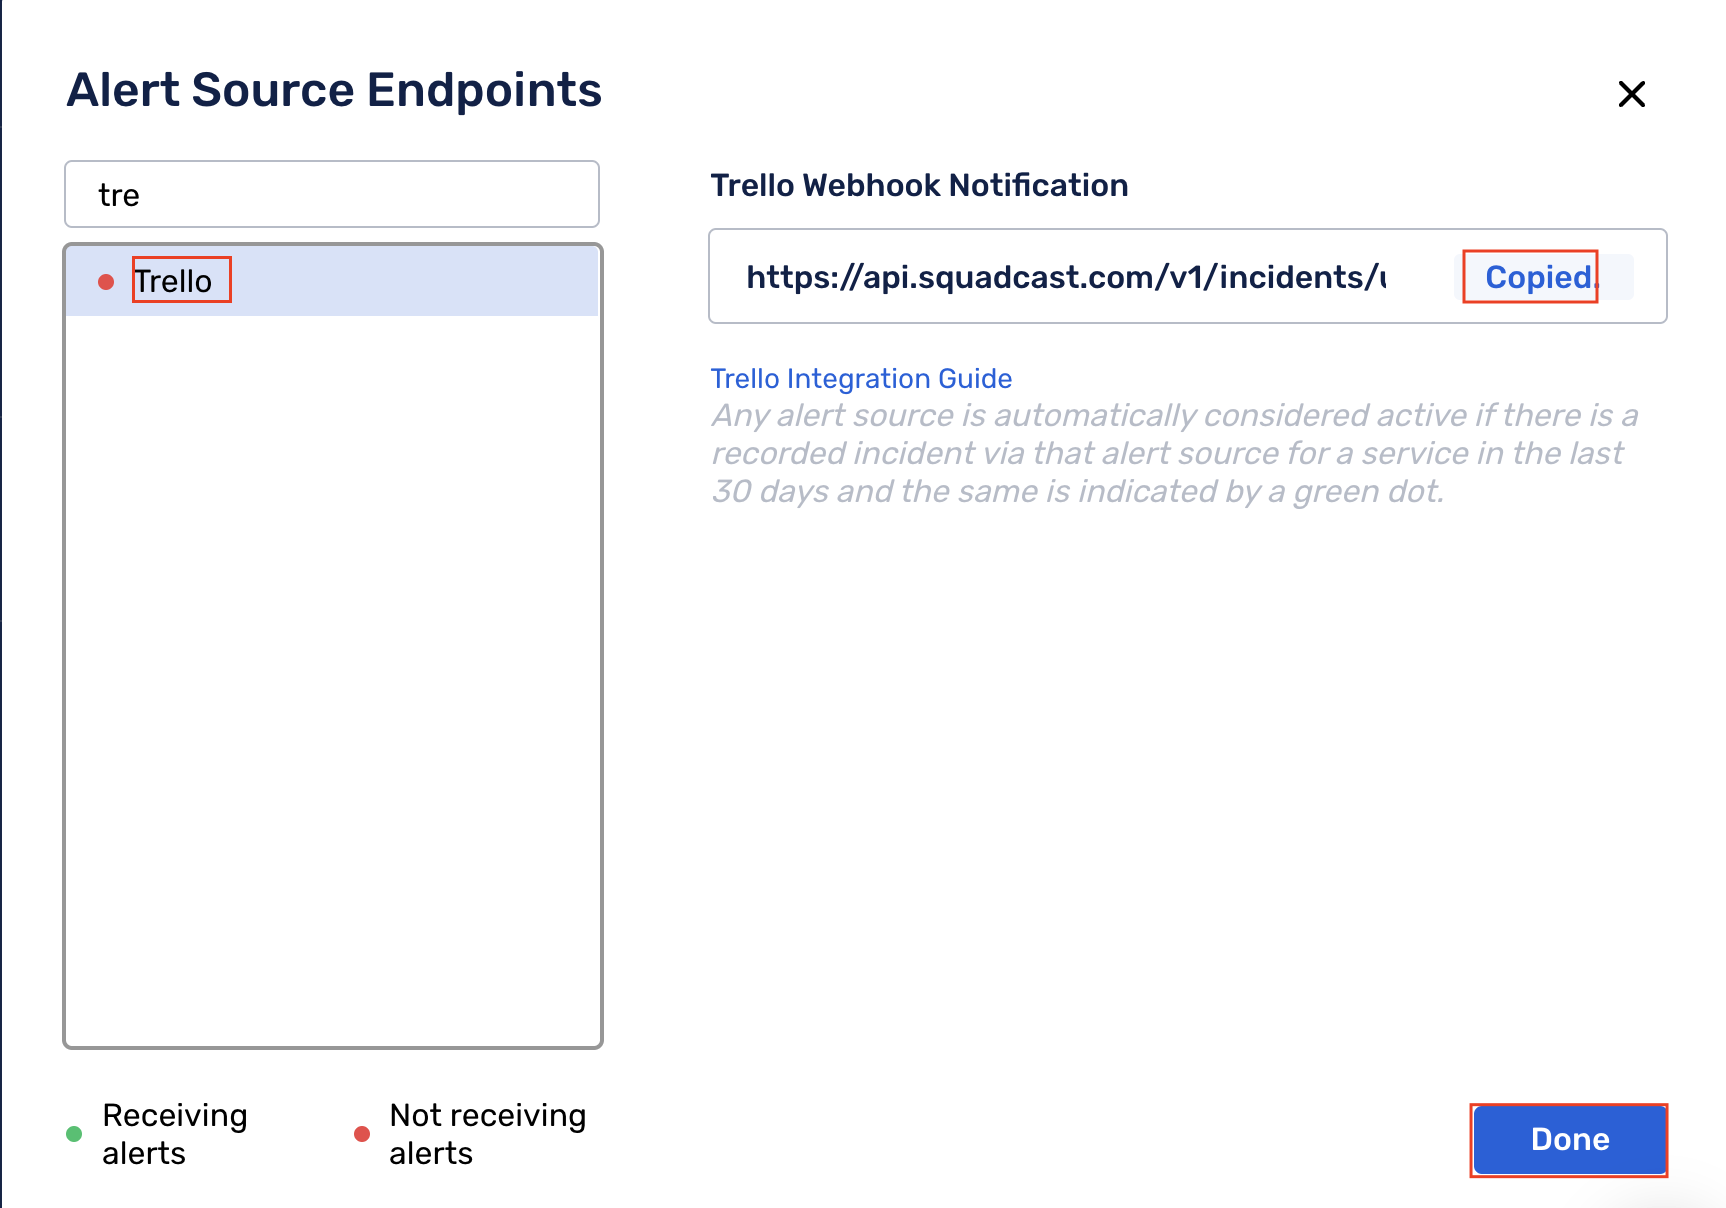 Alert Source Endpoints
tre
Trello
Receiving
alerts
Not receiving
alerts
Trello Webhook Notification
https://api.squadcast.com/v1/incidents/
Copied.
Trello Integration Guide
Any alert source is automatically considered active if there is a
recorded incident via that alert source for a service in the last
30 days and the same is indicated by a green dot.
Done